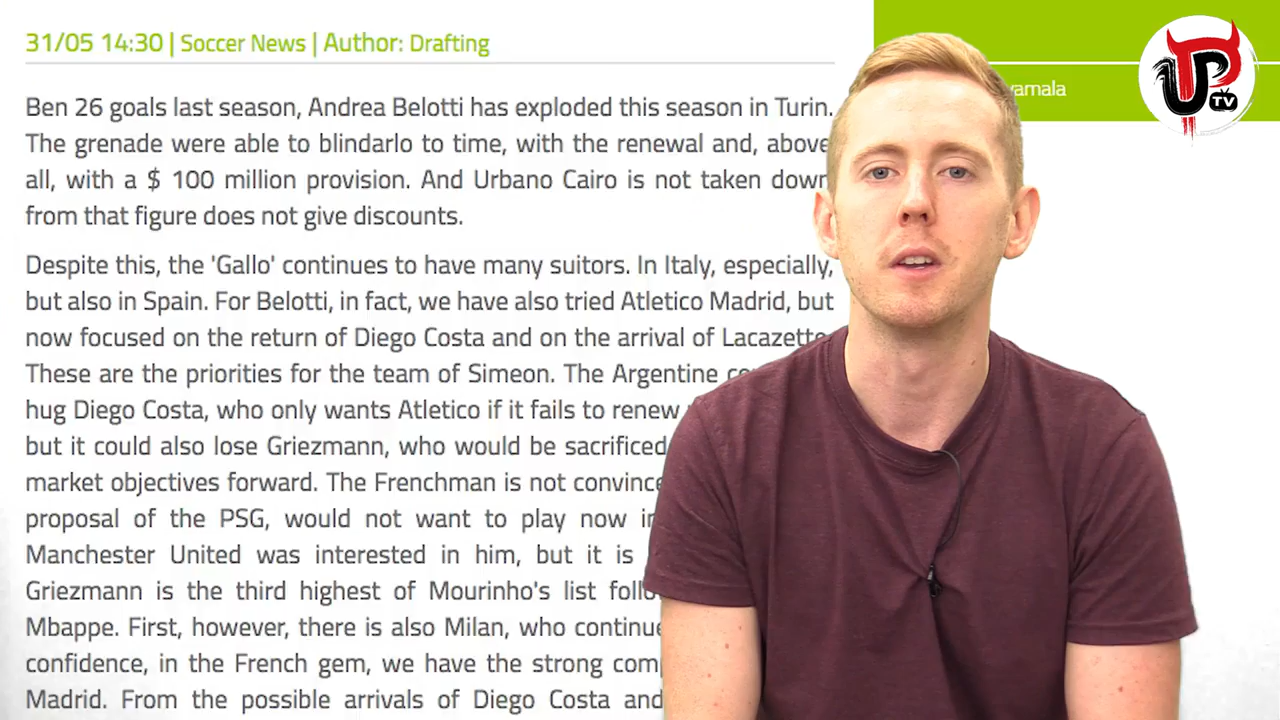 31/05 14:30 | Soccer News | Author: Drafting
yamala
UP
TV
Ben 26 goals last season, Andrea Belotti has exploded this season in Turin.
The grenade were able to blindarlo to time, with the renewal and, above
all, with a $ 100 million provision. And Urbano Cairo is not taken down
from that figure does not give discounts.
Despite this, the 'Gallo' continues to have many suitors. In Italy, especially,
but also in Spain. For Belotti, in fact, we have also tried Atletico Madrid, but
now focused on the return of Diego Costa and on the arrival of Lacazette
These are the priorities for the team of Simeon. The Argentine
hug Diego Costa, who only wants Atletico if it fails to renew
but it could also lose Griezmann, who would be sacrificed
market objectives forward. The Frenchman is not
proposal of the PSG, would not want to play now
Manchester United was interested in him, but it is
Griezmann is the third highest of Mourinho's list
Mbappe. First, however, there is also Milan, who
confidence, in the French gem, we have the strong
Madrid. From the possible arrivals of Diego Costa and